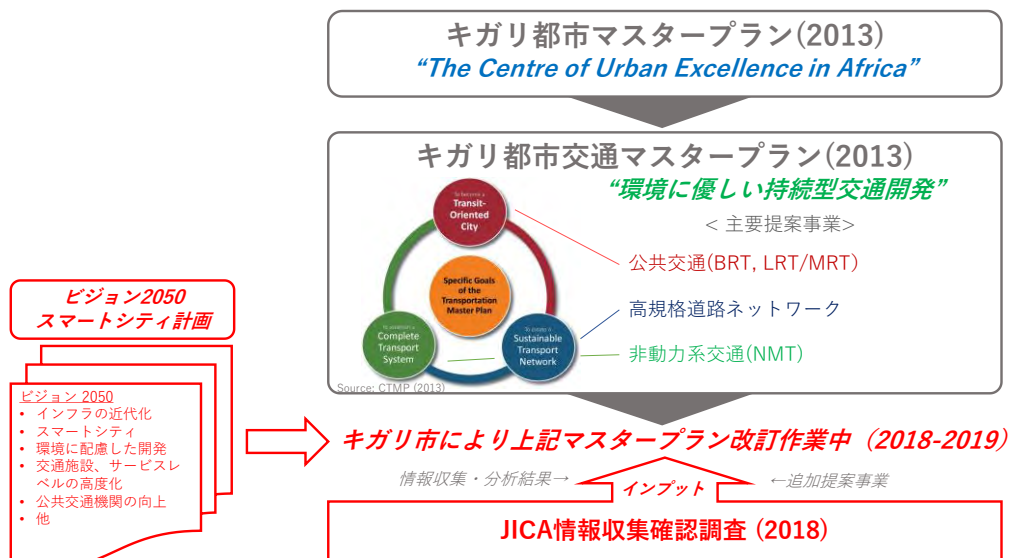 キガリ都市マスタープラン(2013)
“The Centre of Urban Excellence in Africa”
キガリ都市交通マスタープラン(2013)
“環境に優しい持続型交通開発”
< 主要提案事業>
To become a
Transit-
Oriented
City
Specific Goals
of the
Transportation
Master Plan
To establish a
Complete
Transport
System
To create a
Sustainable
Transport
Network
公共交通(BRT, LRT/MRT)
高規格道路ネットワーク
非動力系交通(NMT)
Source: CTMP (2013)
ビジョン2050
スマートシティ計画
ビジョン 2050
• インフラの近代化
• スマートシティ
• 環境に配慮した開発
• 交通施設、サービスレ
ベルの高度化
• 公共交通機関の向上
• 他
キガリ市により上記マスタープラン改訂作業中（2018-2019）
情報収集・分析結果→
インプット
←追加提案事業
JICA情報収集確認調査 (2018)